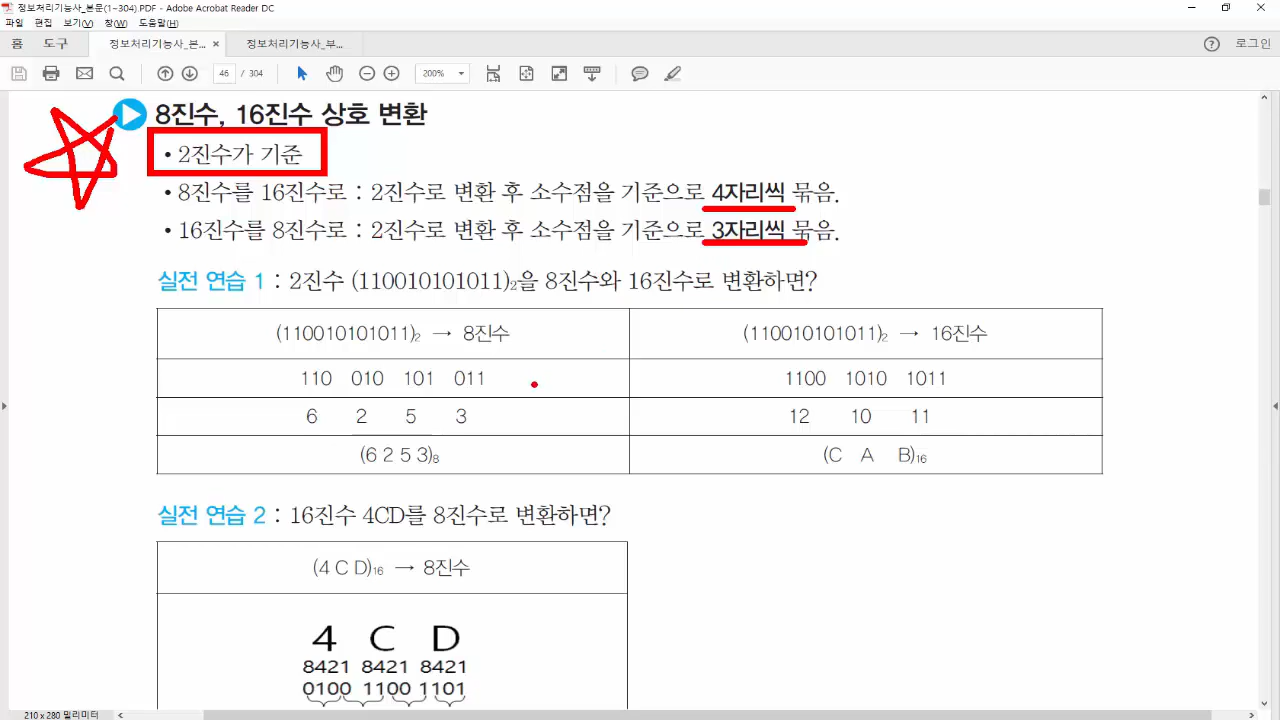 정보처리기능사_본문(1~304).PDF - Adobe Acrobat Reader DC
파일 편집 보기(V) 창(W) 도움말(H)
홈 도구 정보처리기능사_본... × 정보처리기능사_부... 로그인
46 / 304 200%
8진수, 16진수 상호 변환
• 2진수가 기준
• 8진수를 16진수로 : 2진수로 변환 후 소수점을 기준으로 4자리씩 묶음.
• 16진수를 8진수로 : 2진수로 변환 후 소수점을 기준으로 3자리씩 묶음.
실전 연습 1 : 2진수 (110010101011)₂을 8진수와 16진수로 변환하면?
(110010101011)₂ → 8진수 (110010101011)₂ → 16진수
110 010 101 011 1100 1010 1011
6 2 5 3 12 10 11
(6 2 5 3)₈ (C A B)₁₆
실전 연습 2 : 16진수 4CD를 8진수로 변환하면?
(4 C D)₁₆ → 8진수
4 C D
8421 8421 8421
0100 1100 1101
210 x 280 밀리미터